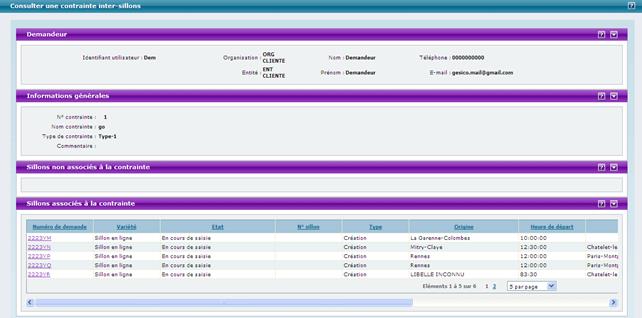 Consulter une contrainte inter-sillons
Demandeur
Identifiant utilisateur : Dem Organisation : ORG CLIENTE Nom : Demandeur Téléphone : 0000000000
Entité : ENT CLIENTE Prénom : Demandeur E-mail : gesico.mail@gmail.com
Informations générales
N° contrainte : 1
Nom contrainte : go
Type de contrainte : Type-1
Commentaire :
Sillons non associés à la contrainte
Sillons associés à la contrainte
Numéro de demande Variété Etat N° sillon Type Origine Heure de départ
2223YM Sillon en ligne En cours de saisie Création La Garenne-Colombes 10:00:00
2223YN Sillon en ligne En cours de saisie Création Mitry-Claye 12:30:00 Chatelet-le
2223YP Sillon en ligne En cours de saisie Création Rennes 12:00:00 Paris-Mont
2223YQ Sillon en ligne En cours de saisie Création Rennes 12:00:00 Paris-Mont
2223YR Sillon en ligne En cours de saisie Création LIBELLE INCONNU 83:30 Chatelet-le
Eléments 1 à 5 sur 6 1 2 5 par page